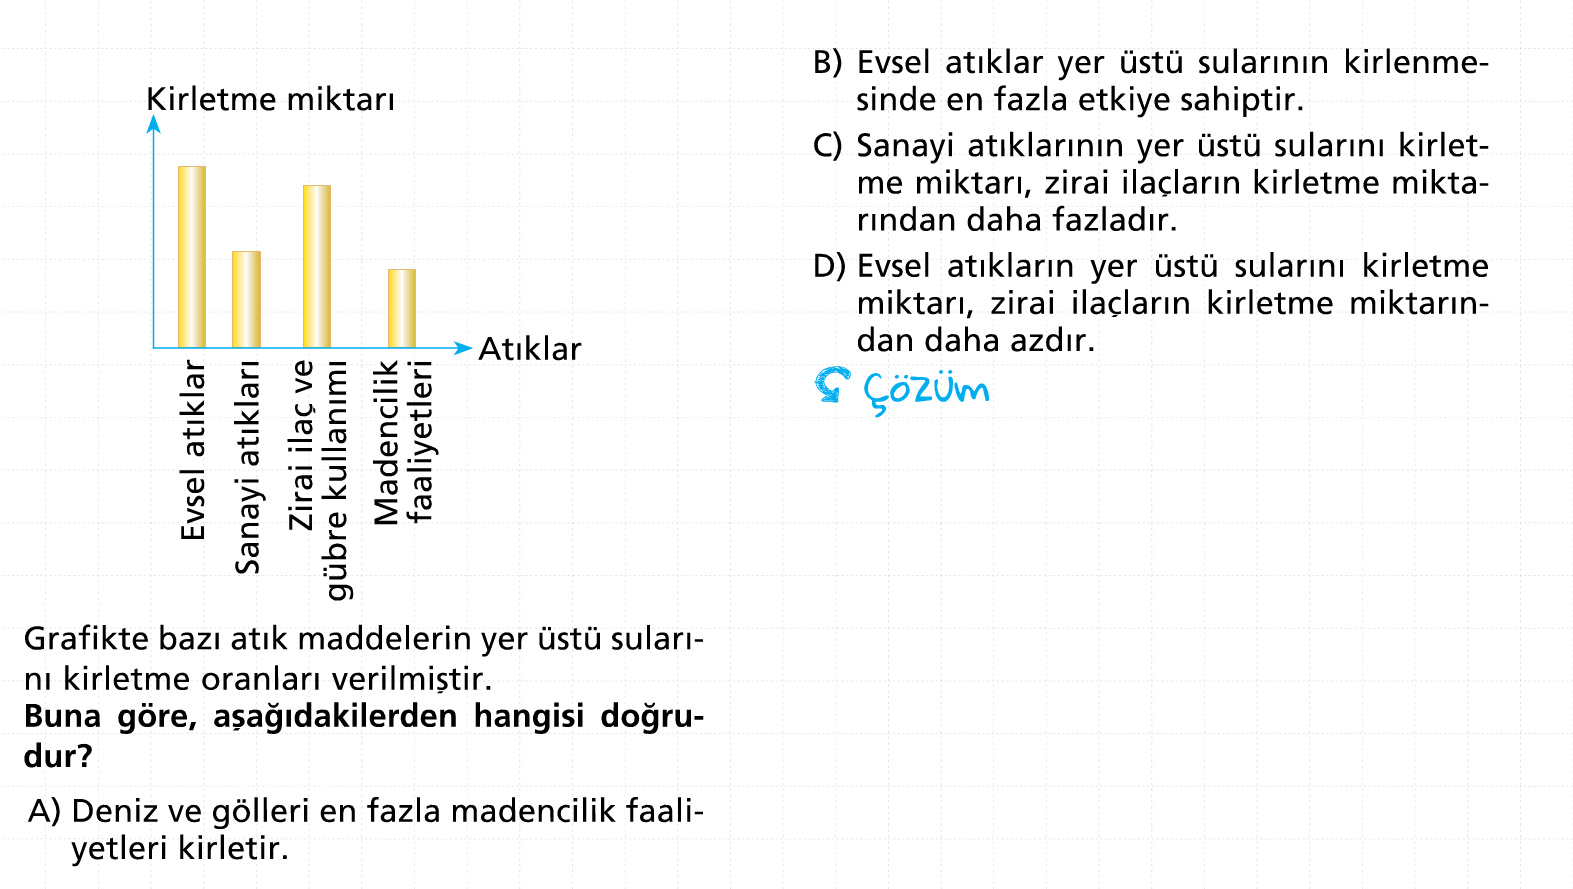 Kirletme miktarı
Atıklar
Evsel atıklar
Sanayi atıkları
Zirai ilaç ve
gübre kullanımı
Madencilik
faaliyetleri
Grafikte bazı atık maddelerin yer üstü suları-
nı kirletme oranları verilmiştir.
Buna göre, aşağıdakilerden hangisi doğru-
dur?
A) Deniz ve gölleri en fazla madencilik faali-
yetleri kirletir.
B) Evsel atıklar yer üstü sularının kirlenme-
sinde en fazla etkiye sahiptir.
C) Sanayi atıklarının yer üstü sularını kirlet-
me miktarı, zirai ilaçların kirletme mikta-
rından daha fazladır.
D) Evsel atıkların yer üstü sularını kirletme
miktarı, zirai ilaçların kirletme miktarın-
dan daha azdır.
Çözüm